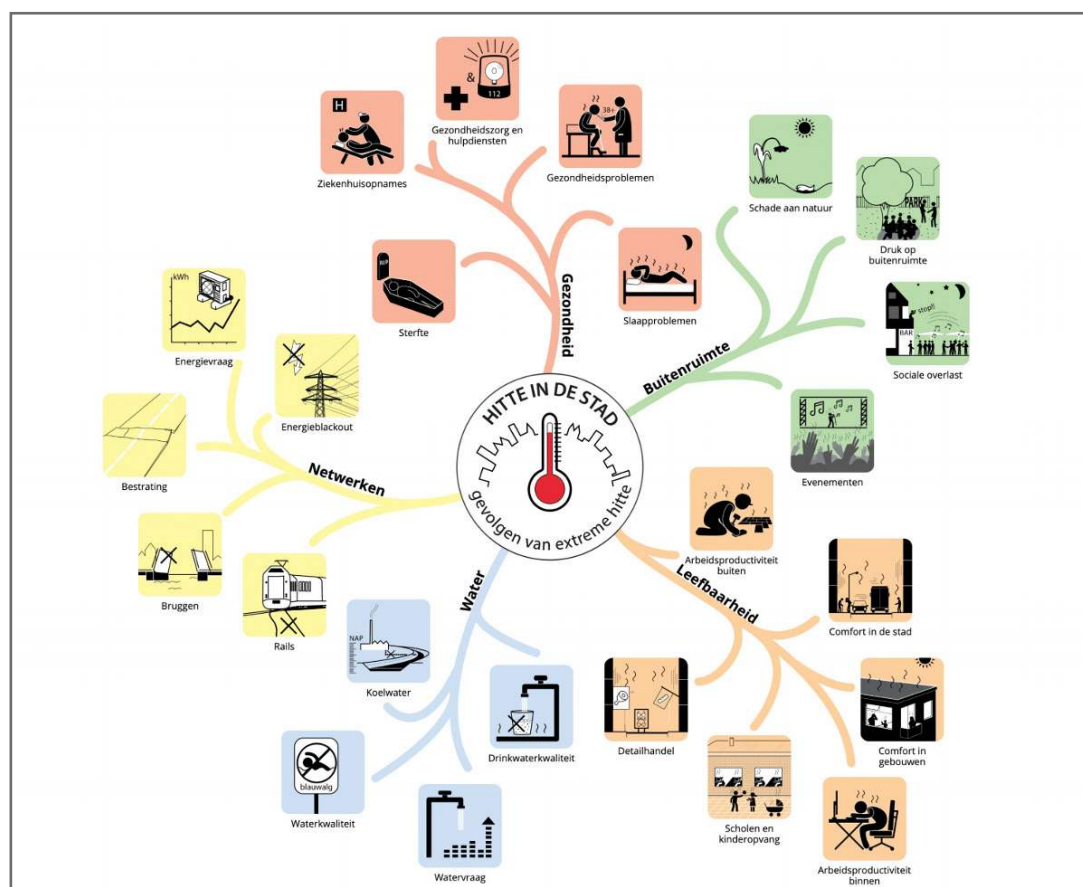 HITTE IN DE STAD
gevolgen van extreme hitte
Gezondheid
H
Ziekenhuisopnames
&
112
Gezondheidszorg en
hulpdiensten
38+
Gezondheidsproblemen
RIP
Sterfte
Slaapproblemen
Buitenruimte
Schade aan natuur
PARK
Druk op
buitenruimte
stop!!
BAR
Sociale overlast
Evenementen
Leefbaarheid
Arbeidsproductiviteit
buiten
Comfort in de stad
Comfort in
gebouwen
Arbeidsproductiviteit
binnen
Scholen en
kinderopvang
Detailhandel
Water
Drinkwaterkwaliteit
Watervraag
blauwalg
Waterkwaliteit
NAP
Koelwater
Netwerken
kWh
Energievraag
Energieblackout
Bestrating
Bruggen
Rails